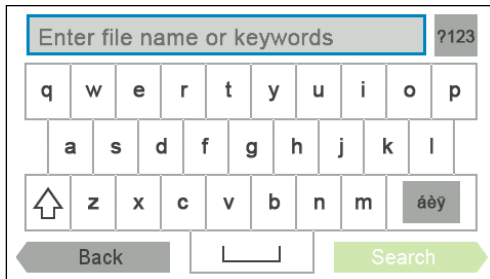 Enter file name or keywords ?123
q w e r t y u i o p
a s d f g h j k l
z x c v b n m áèÿ
Back Search